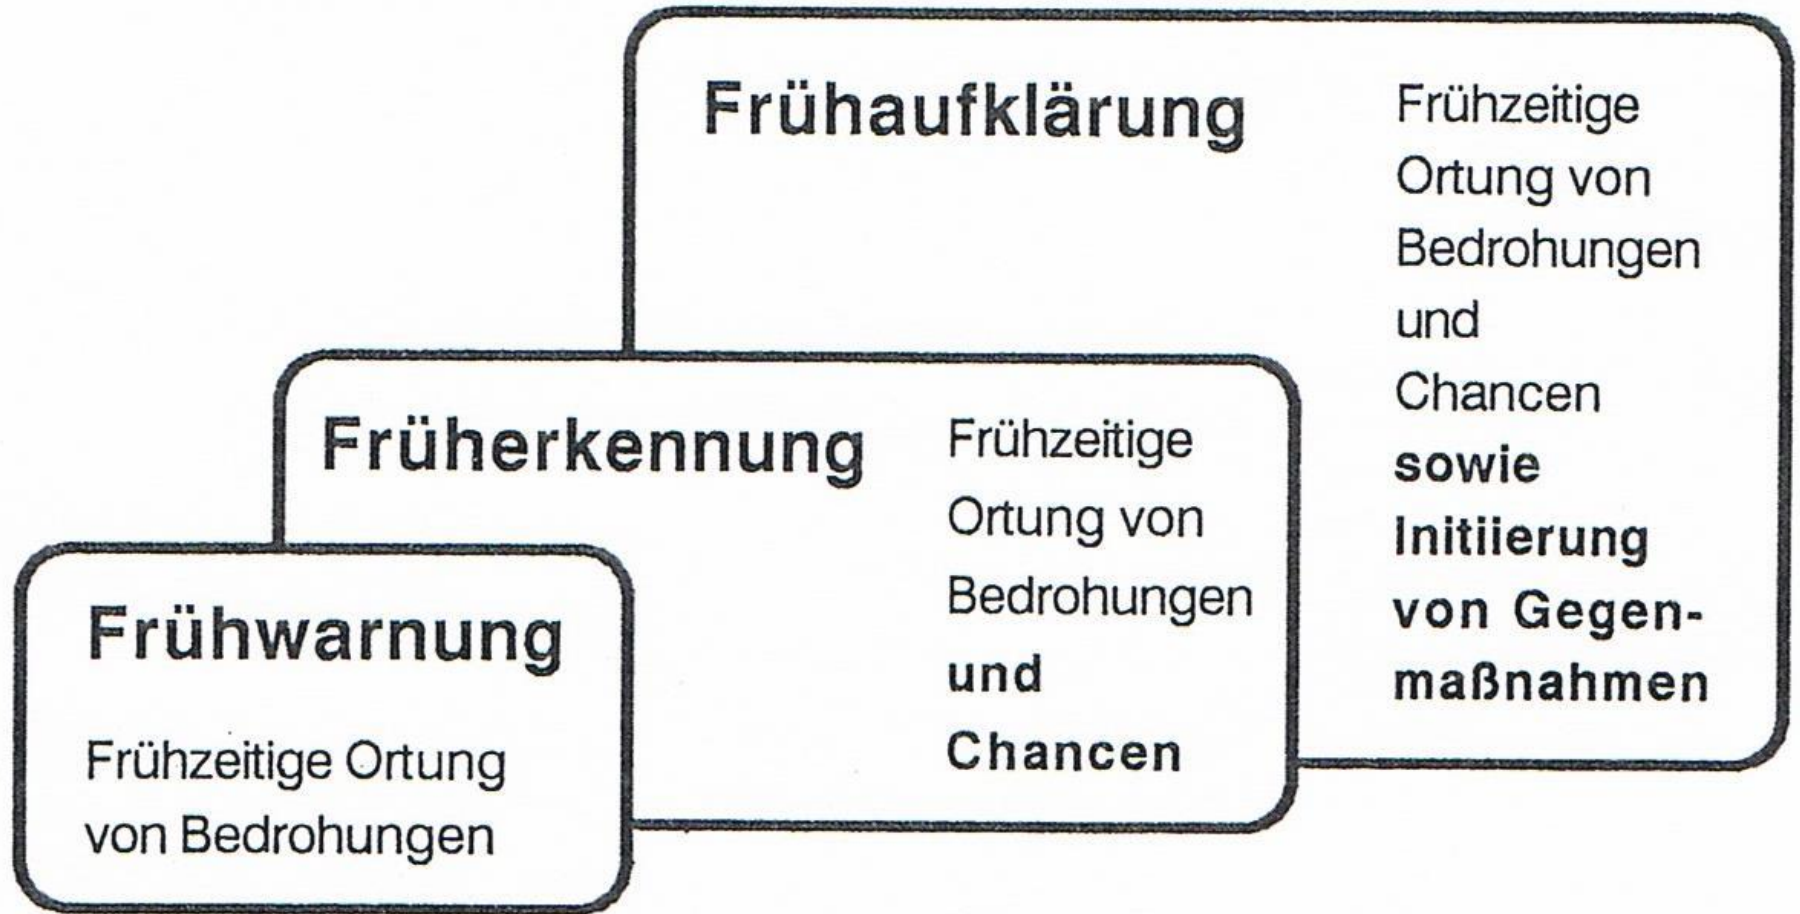 Frühaufklärung
Frühzeitige
Ortung von
Bedrohungen
und
Chancen
sowie
Initiierung
von Gegen-
maßnahmen
Früherkennung
Frühzeitige
Ortung von
Bedrohungen
und
Chancen
Frühwarnung
Frühzeitige Ortung
von Bedrohungen